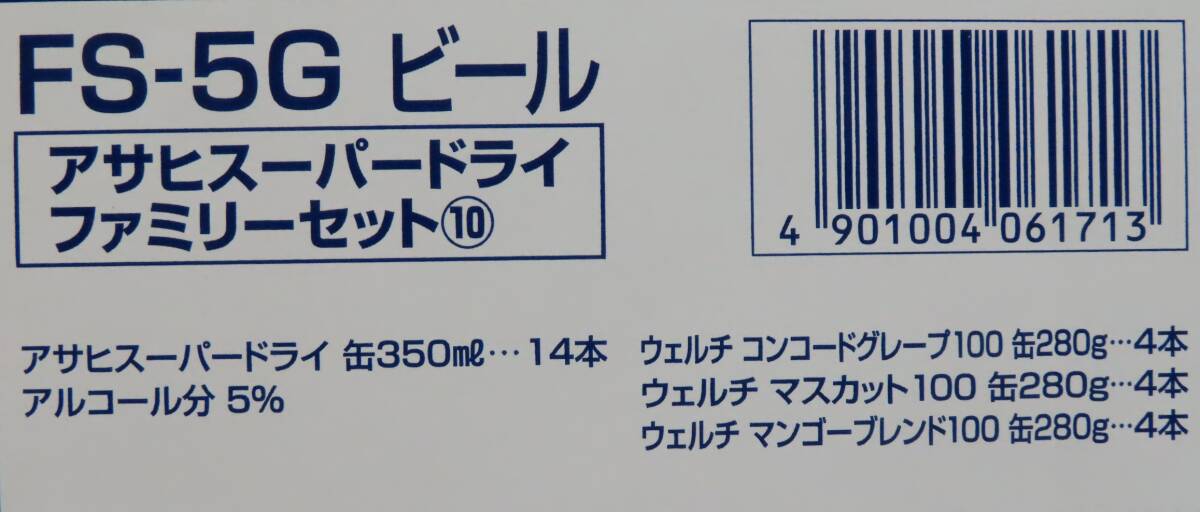 FS-5G ビール
アサヒスーパードライ
ファミリーセット⑩
4 901004 061713
アサヒスーパードライ 缶350㎖…14本
アルコール分 5%
ウェルチ コンコードグレープ100 缶280g…4本
ウェルチ マスカット100 缶280g…4本
ウェルチ マンゴーブレンド100 缶280g…4本